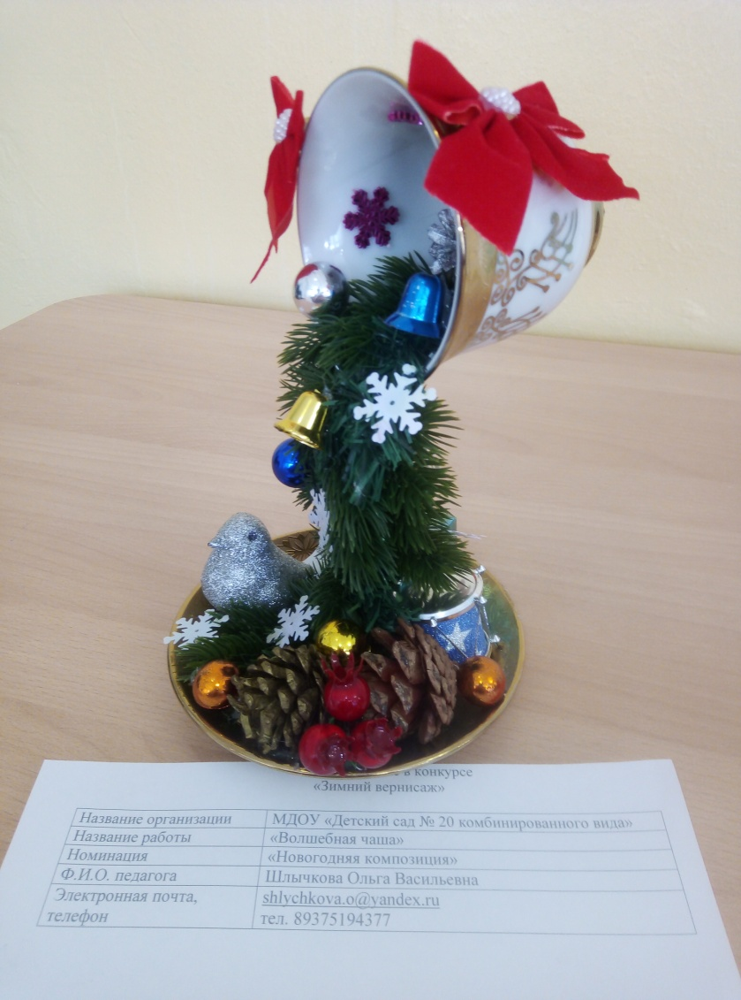 в конкурсе
«Зимний вернисаж»
Название организации МДОУ «Детский сад № 20 комбинированного вида»
Название работы «Волшебная чаша»
Номинация «Новогодняя композиция»
Ф.И.О. педагога Шлычкова Ольга Васильевна
Электронная почта, shlychkova.o@yandex.ru
телефон тел. 89375194377